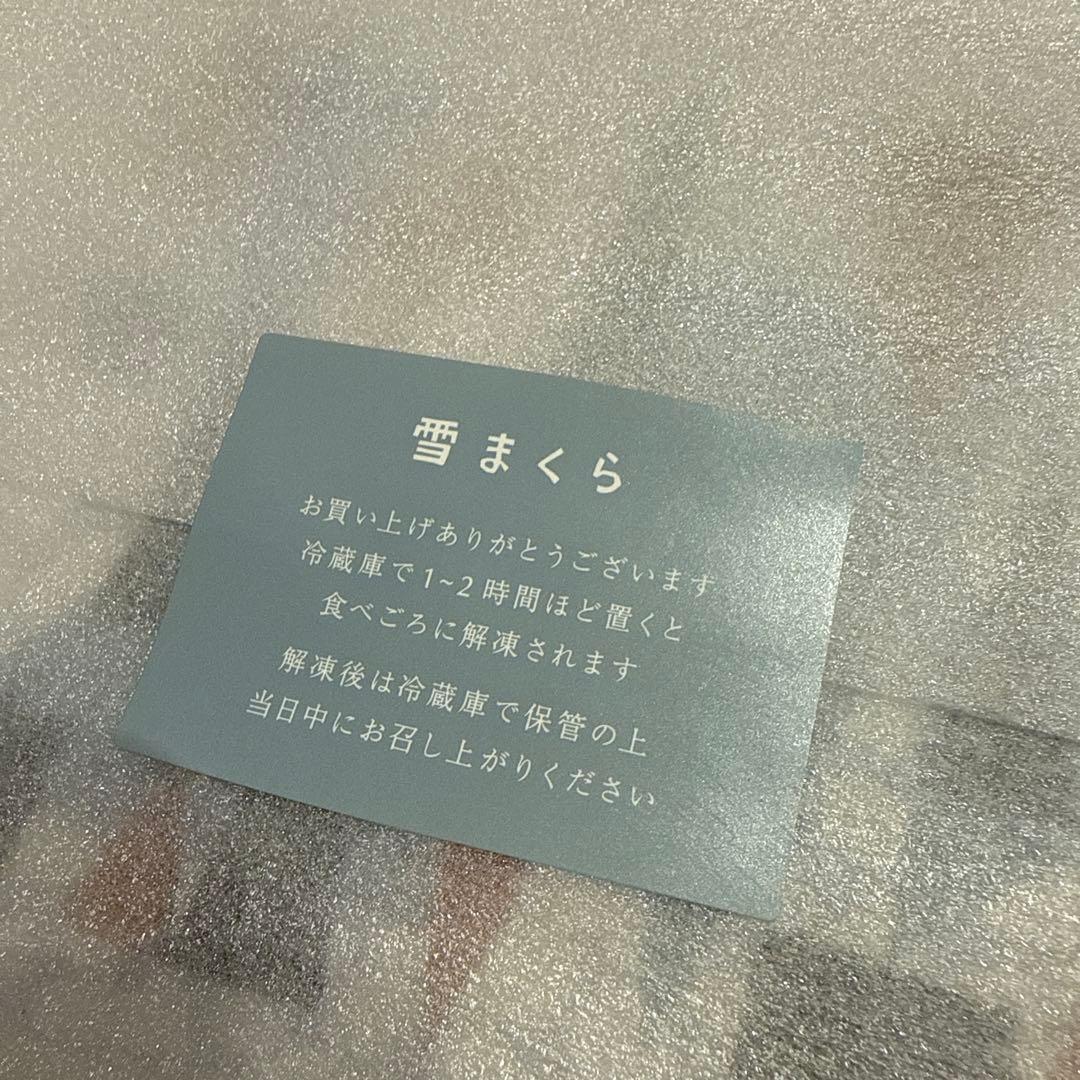 雪まくら
お買い上げありがとうございます
冷蔵庫で1~2時間ほど置くと
食べごろに解凍されます
解凍後は冷蔵庫で保管の上
当日中にお召し上がりください